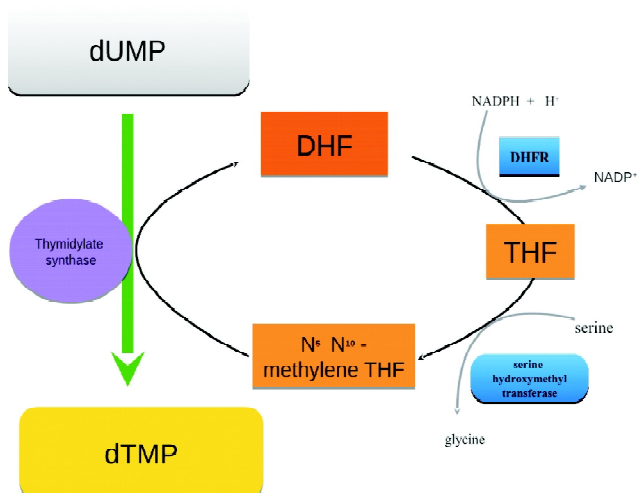 dUMP
NADPH + H⁺
DHF
DHFR
NADP⁺
Thymidylate
synthase
THF
serine
N⁵ N¹⁰ -
methylene THF
serine
hydroxymethyl
transferase
glycine
dTMP